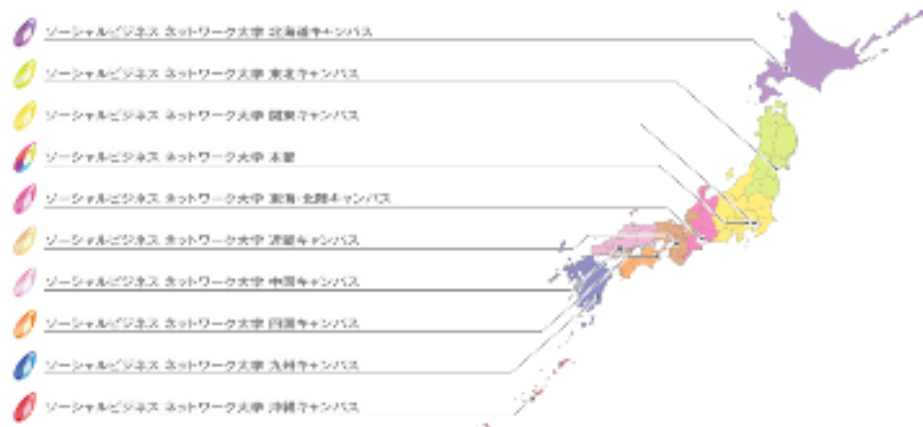 ソーシャルビジネス ネットワーク大学 北海道キャンパス
ソーシャルビジネス ネットワーク大学 東北キャンパス
ソーシャルビジネス ネットワーク大学 関東キャンパス
ソーシャルビジネス ネットワーク大学 本部
ソーシャルビジネス ネットワーク大学 東海・北陸キャンパス
ソーシャルビジネス ネットワーク大学 近畿キャンパス
ソーシャルビジネス ネットワーク大学 中国キャンパス
ソーシャルビジネス ネットワーク大学 四国キャンパス
ソーシャルビジネス ネットワーク大学 九州キャンパス
ソーシャルビジネス ネットワーク大学 沖縄キャンパス